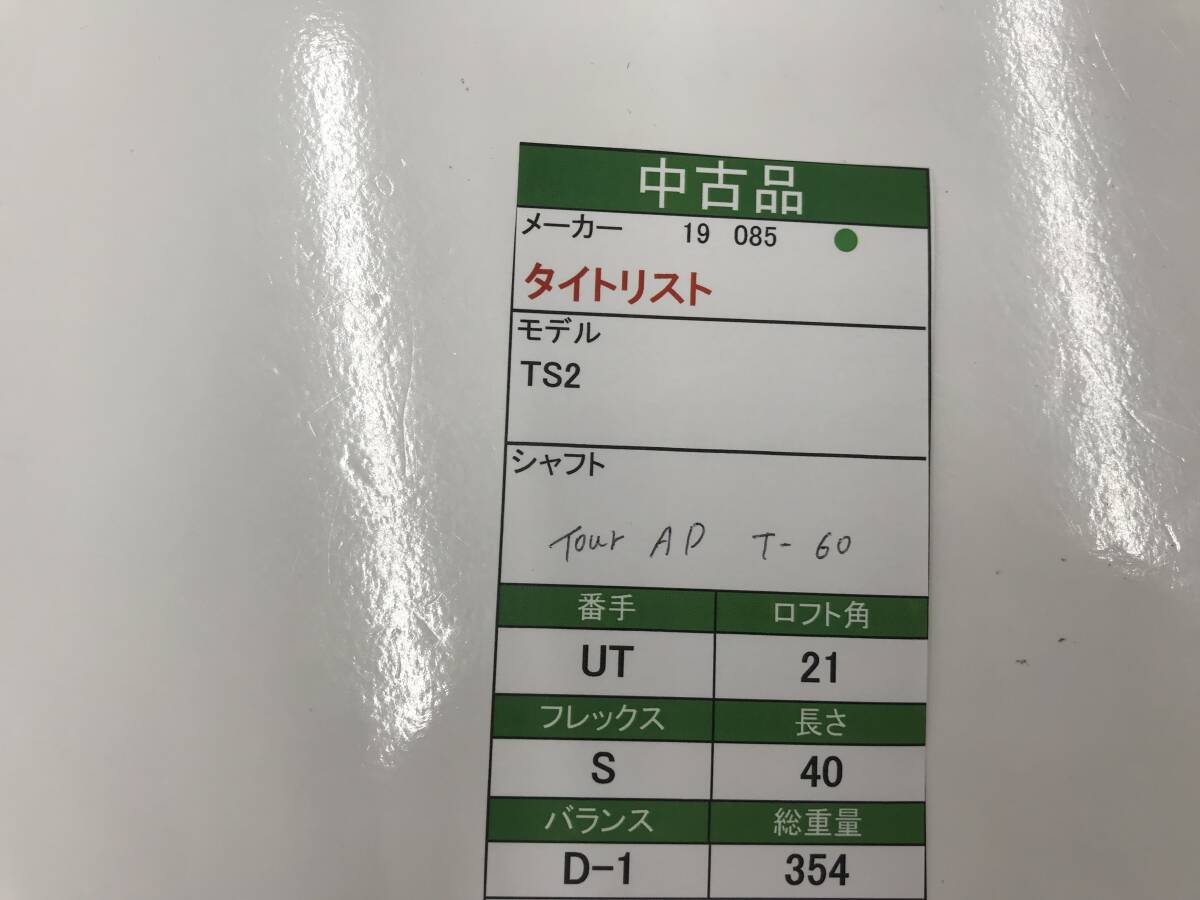 中古品
メーカー 19 085
タイトリスト
モデル
TS2
シャフト
Tour AD T-60
番手 ロフト角
UT 21
フレックス 長さ
S 40
バランス 総重量
D-1 354